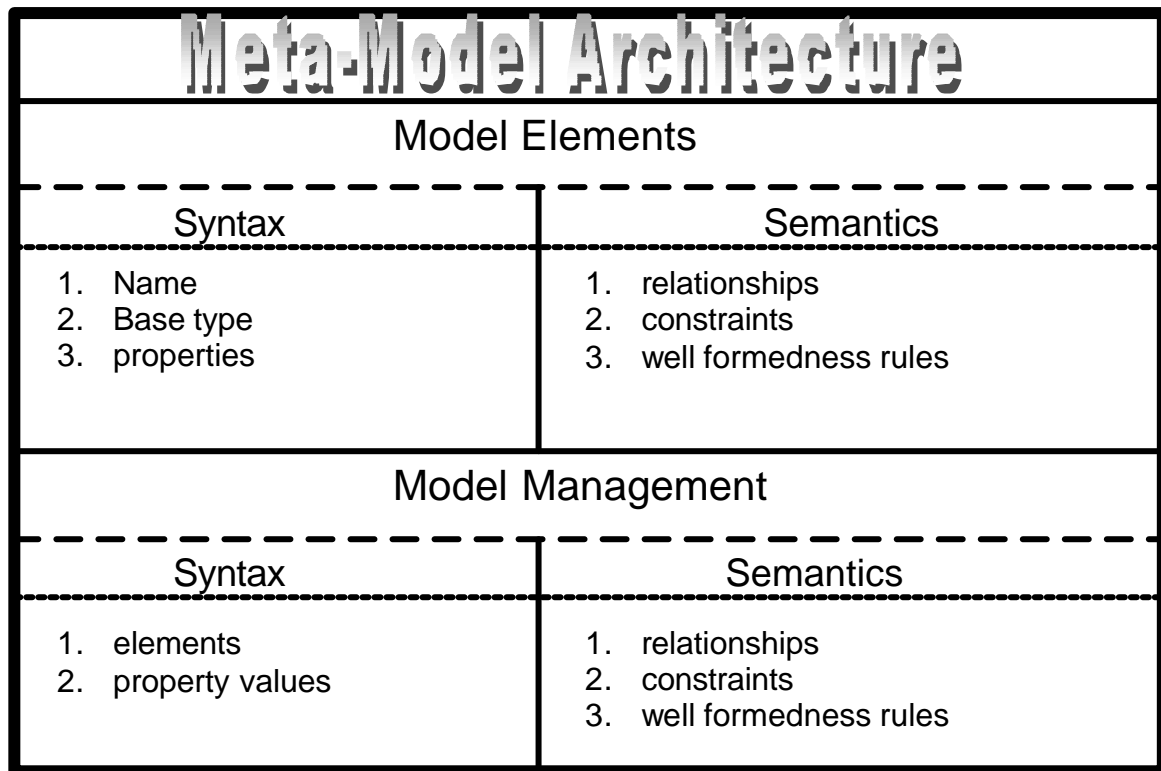 Meta-Model Architecture
Model Elements
Syntax
1. Name
2. Base type
3. properties
Semantics
1. relationships
2. constraints
3. well formedness rules
Model Management
Syntax
1. elements
2. property values
Semantics
1. relationships
2. constraints
3. well formedness rules